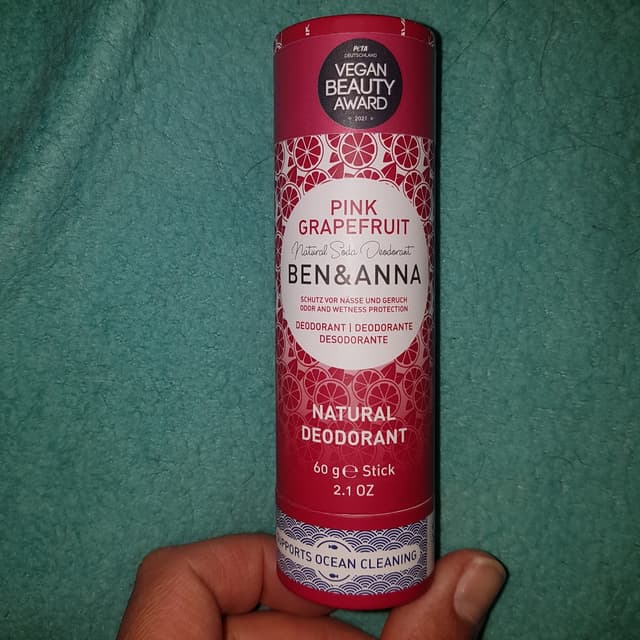 PeTA
DEUTSCHLAND
VEGAN
BEAUTY
AWARD
2021
PINK
GRAPEFRUIT
Natural Soda Deodorant
BEN&ANNA
SCHUTZ VOR NÄSSE UND GERUCH
ODOR AND WETNESS PROTECTION
DEODORANT | DEODORANTE
DESODORANTE
NATURAL
DEODORANT
60 g ℮ Stick
2.1 OZ
OCEAN CLEANING